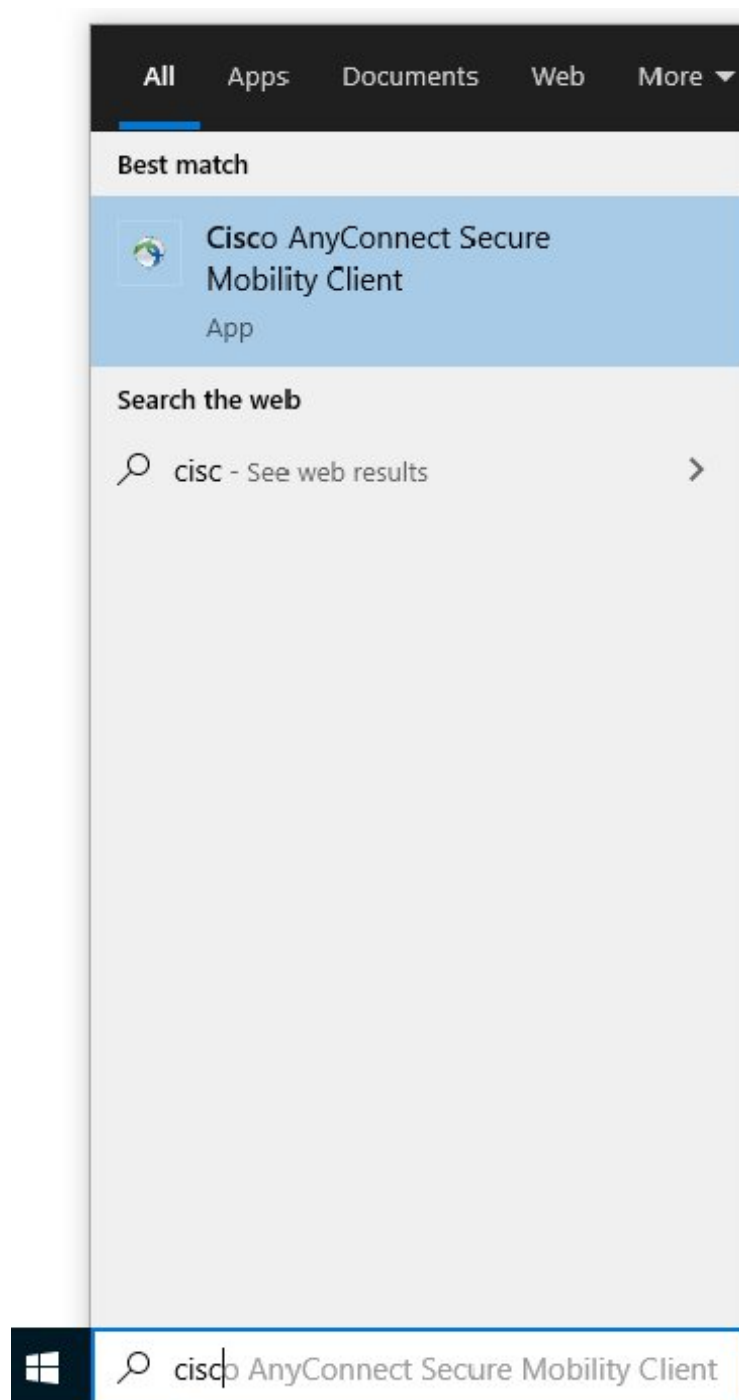 All Apps Documents Web More
Best match
Cisco AnyConnect Secure
Mobility Client
App
Search the web
cisc - See web results
cisco AnyConnect Secure Mobility Client